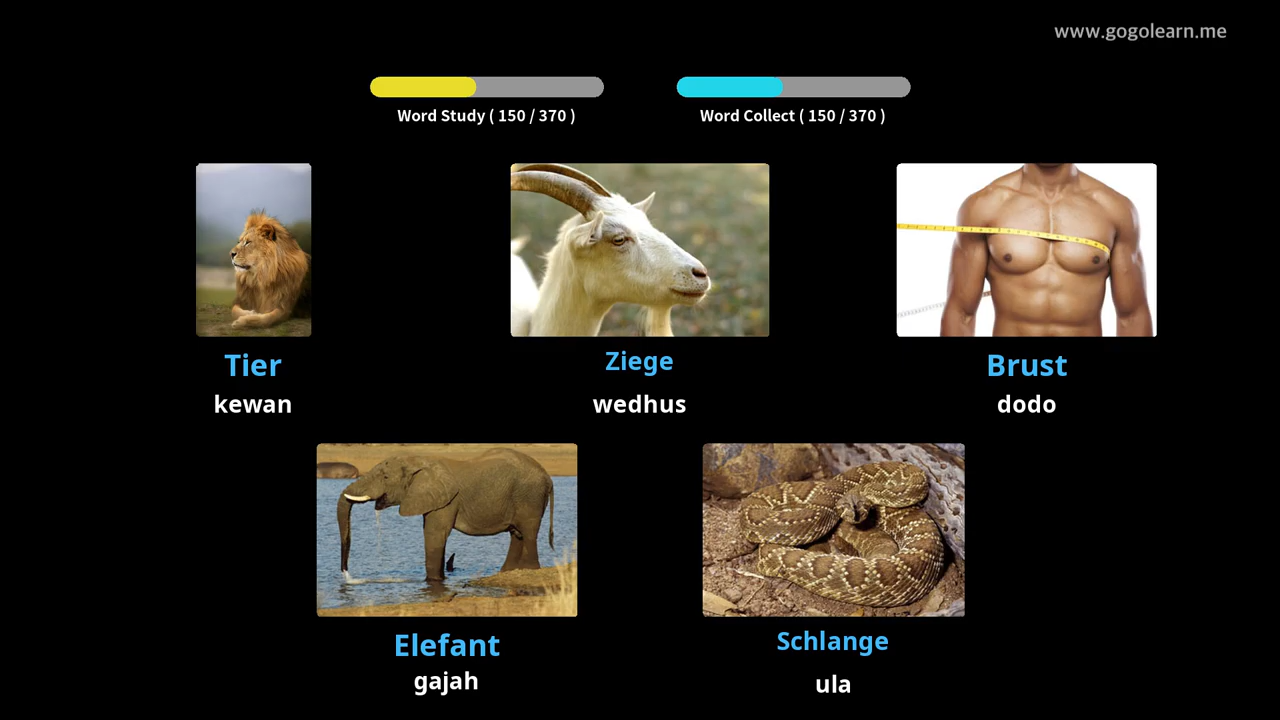 www.gogolearn.me
Word Study ( 150 / 370 )
Word Collect ( 150 / 370 )
Tier
kewan
Ziege
wedhus
Brust
dodo
Elefant
gajah
Schlange
ula